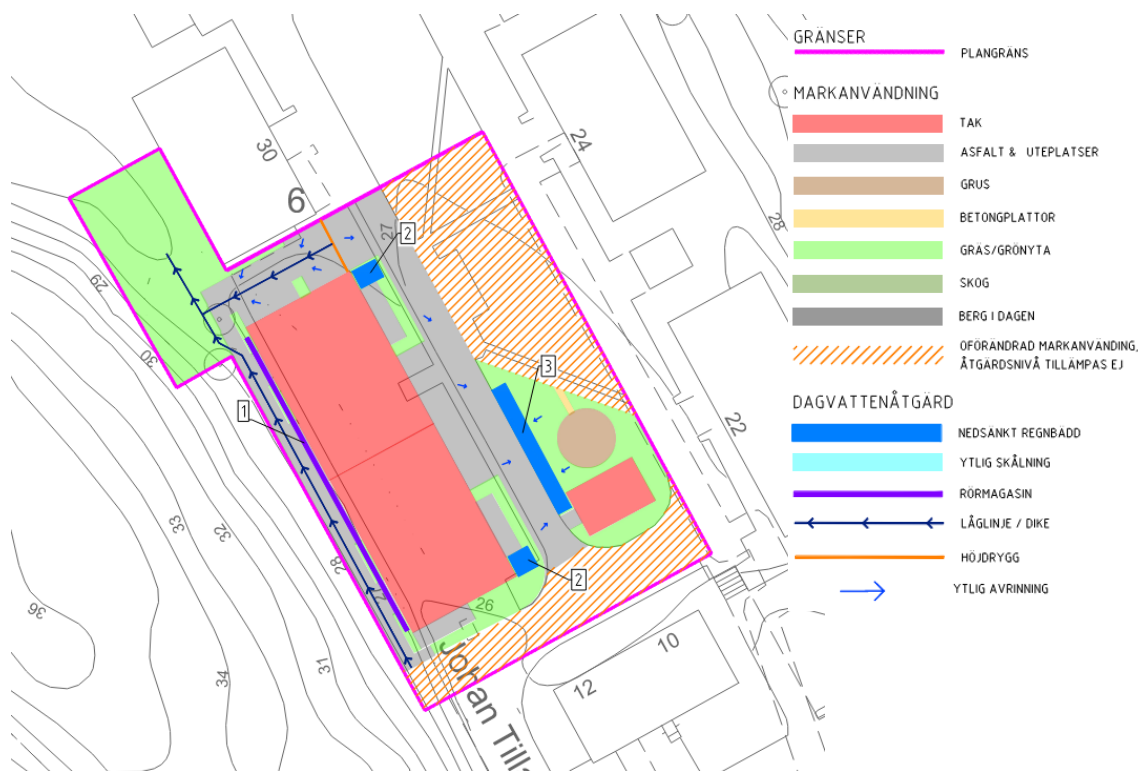 30
24
6
27
2
28
29
30
3
1
22
33
32
28
2
36
26
31
34
10
12
Johan Tills
GRÄNSER
PLANGRÄNS
MARKANVÄNDNING
TAK
ASFALT & UTEPLATSER
GRUS
BETONGPLATTOR
GRÄS/GRÖNYTA
SKOG
BERG I DAGEN
OFÖRÄNDRAD MARKANVÄNDING,
ÅTGÄRDSNIVÅ TILLÄMPAS EJ
DAGVATTENÅTGÄRD
NEDSÄNKT REGNBÄDD
YTLIG SKÅLNING
RÖRMAGASIN
LÅGLINJE / DIKE
HÖJDRYGG
YTLIG AVRINNING